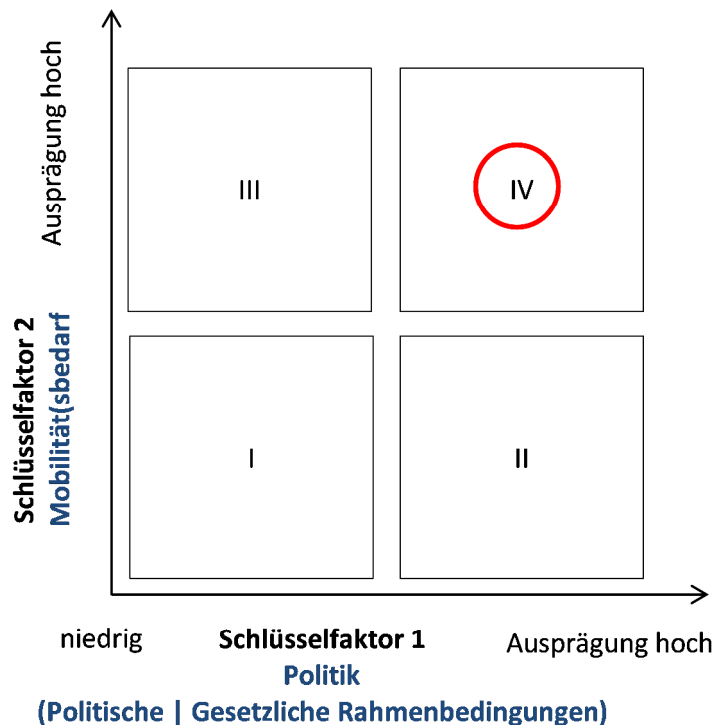 Ausprägung hoch
Schlüsselfaktor 2
Mobilität(sbedarf
III
IV
I
II
niedrig
Schlüsselfaktor 1
Ausprägung hoch
Politik
(Politische | Gesetzliche Rahmenbedingungen)